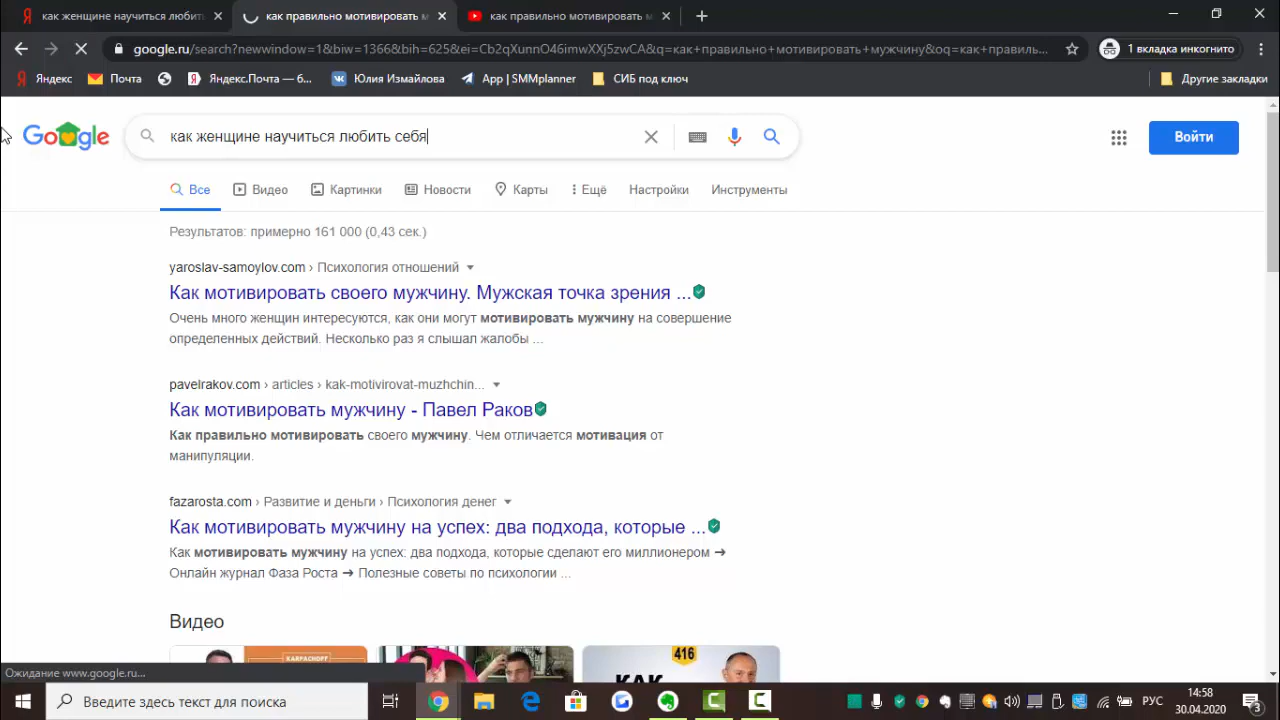 как женщине научиться любить
как правильно мотивировать м
как правильно мотивировать м
google.ru/search?newwindow=1&biw=1366&bih=625&ei=Cb2qXunnO46imwXXj5zwCA&q=как+правильно+мотивировать+мужчину&oq=как+правиль...
1 вкладка инкогнито
Яндекс
Почта
Яндекс.Почта — б...
Юлия Измайлова
App | SMMplanner
СИБ под ключ
Другие закладки
Google
как женщине научиться любить себя
Войти
Все
Видео
Картинки
Новости
Карты
Ещё
Настройки
Инструменты
Результатов: примерно 161 000 (0,43 сек.)
yaroslav-samoylov.com › Психология отношений
Как мотивировать своего мужчину. Мужская точка зрения ...
Очень много женщин интересуются, как они могут мотивировать мужчину на совершение
определенных действий. Несколько раз я слышал жалобы ...
pavelrakov.com › articles › kak-motivirovat-muzhchin...
Как мотивировать мужчину - Павел Раков
Как правильно мотивировать своего мужчину. Чем отличается мотивация от
манипуляции.
fazarosta.com › Развитие и деньги › Психология денег
Как мотивировать мужчину на успех: два подхода, которые ...
Как мотивировать мужчину на успех: два подхода, которые сделают его миллионером ➔
Онлайн журнал Фаза Роста ➔ Полезные советы по психологии ...
Видео
KARPACHOFF
416
КАК
Ожидание www.google.ru...
Введите здесь текст для поиска
РУС
14:58
30.04.2020
3